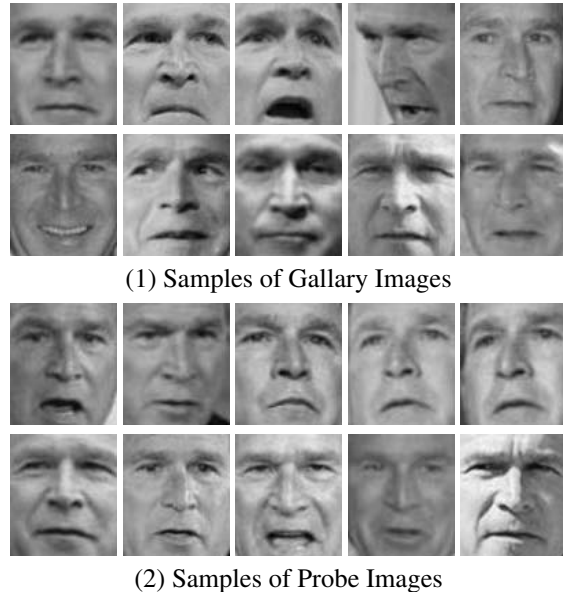 (1) Samples of Gallary Images
(2) Samples of Probe Images